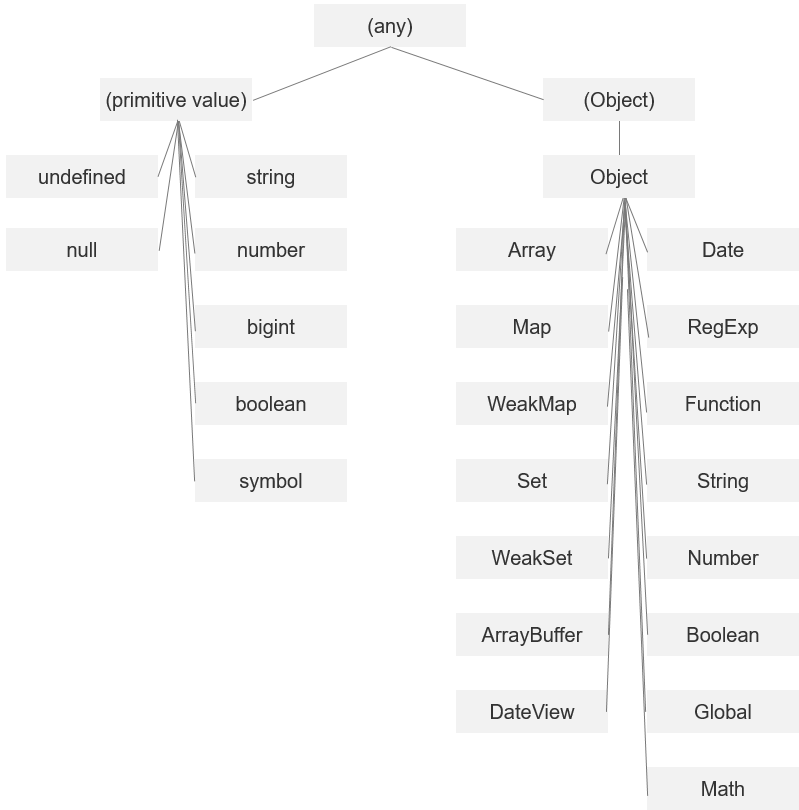 (any)
(primitive value)
(Object)
undefined
string
Object
null
number
Array
Date
bigint
Map
RegExp
boolean
WeakMap
Function
symbol
Set
String
WeakSet
Number
ArrayBuffer
Boolean
DateView
Global
Math